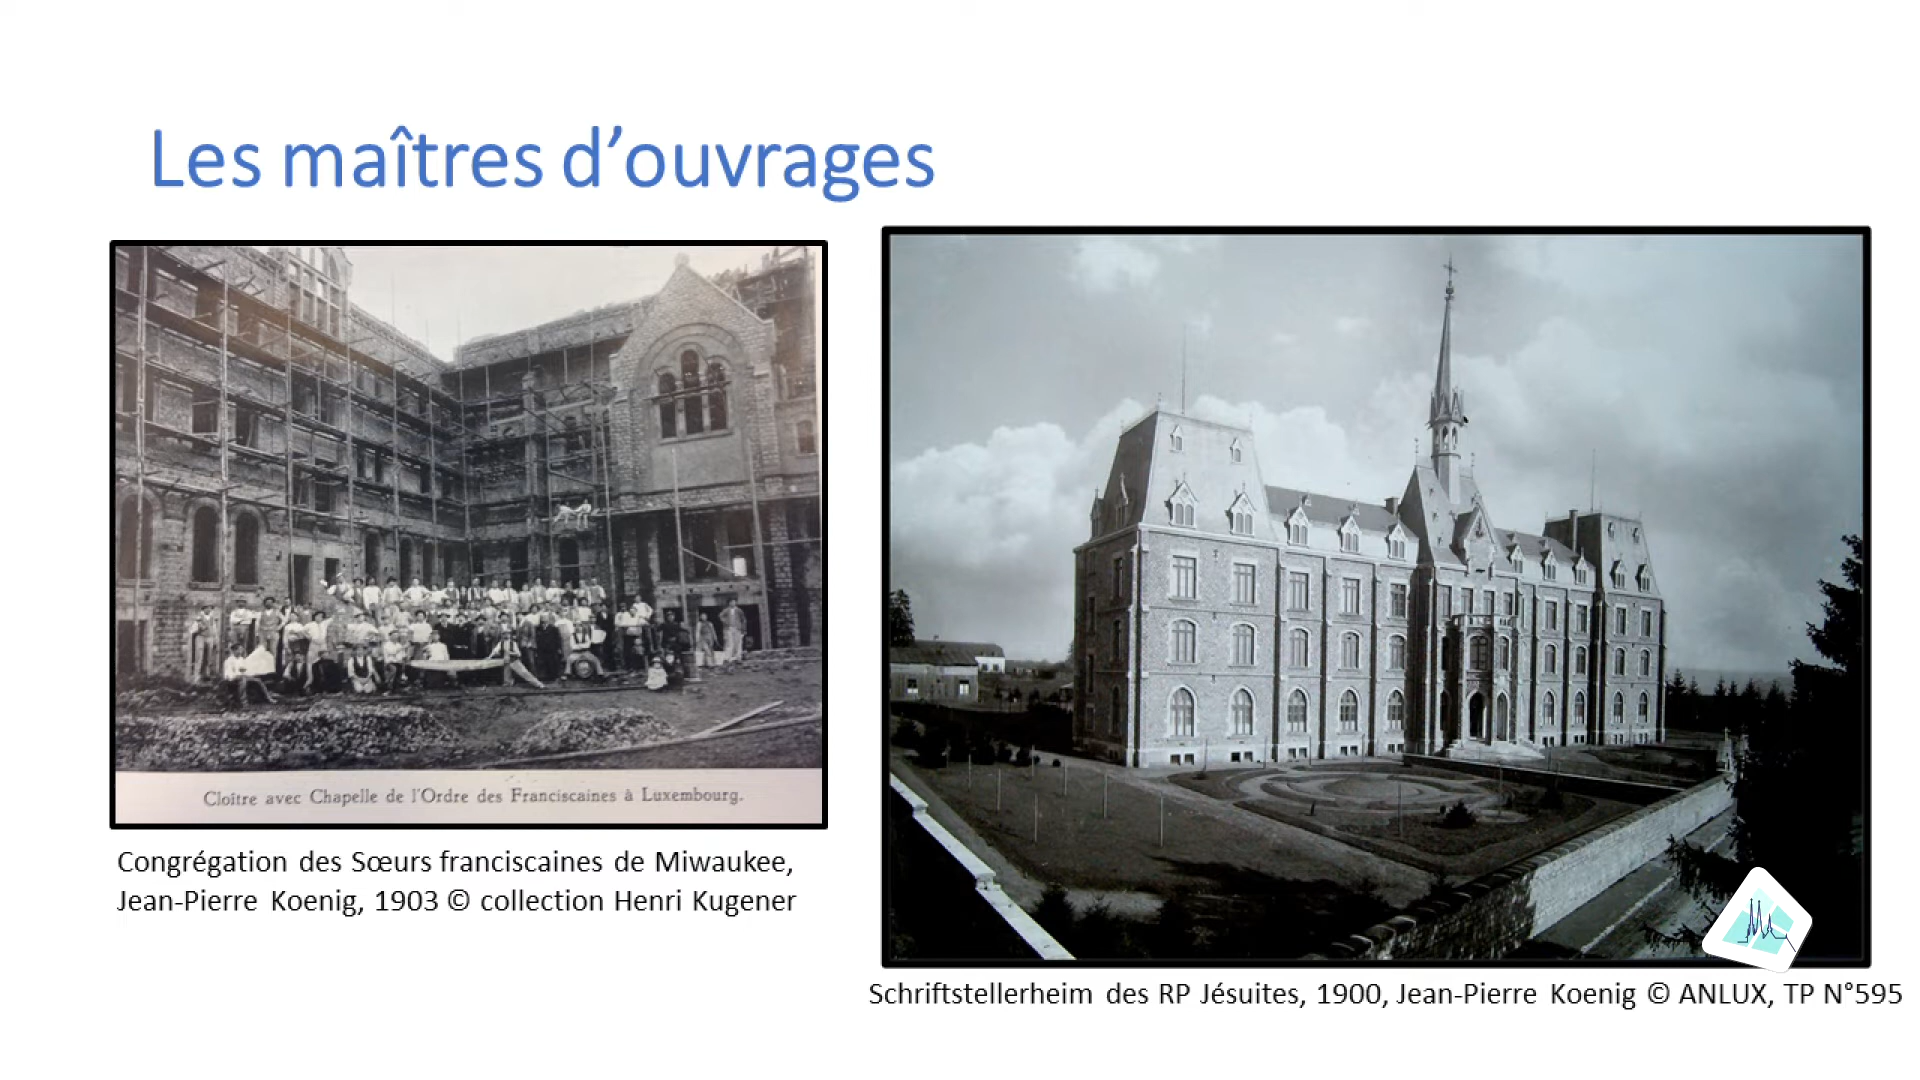 Les maîtres d’ouvrages
Cloître avec Chapelle de l'Ordre des Franciscaines à Luxembourg.
Congrégation des Sœurs franciscaines de Miwaukee,
Jean-Pierre Koenig, 1903 © collection Henri Kugener
Schriftstellerheim des RP Jésuites, 1900, Jean-Pierre Koenig © ANLUX, TP N°595